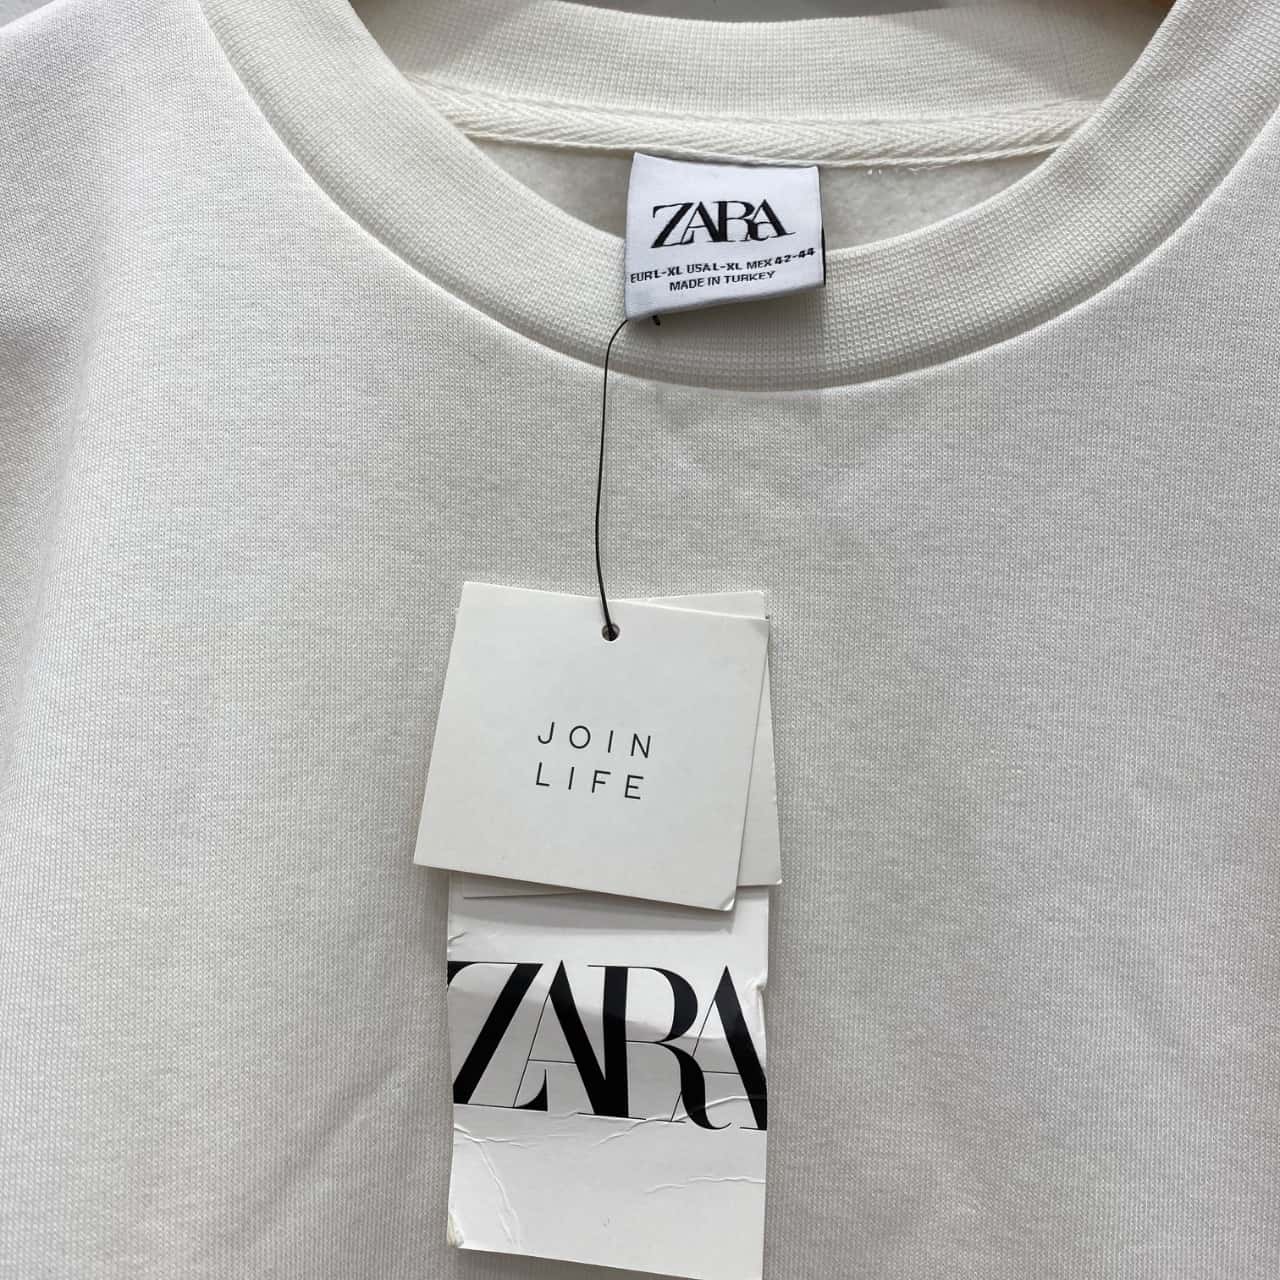 ZARA
EUR L-XL USA L-XL MEX 42-44
MADE IN TURKEY
JOIN
LIFE
ZARA